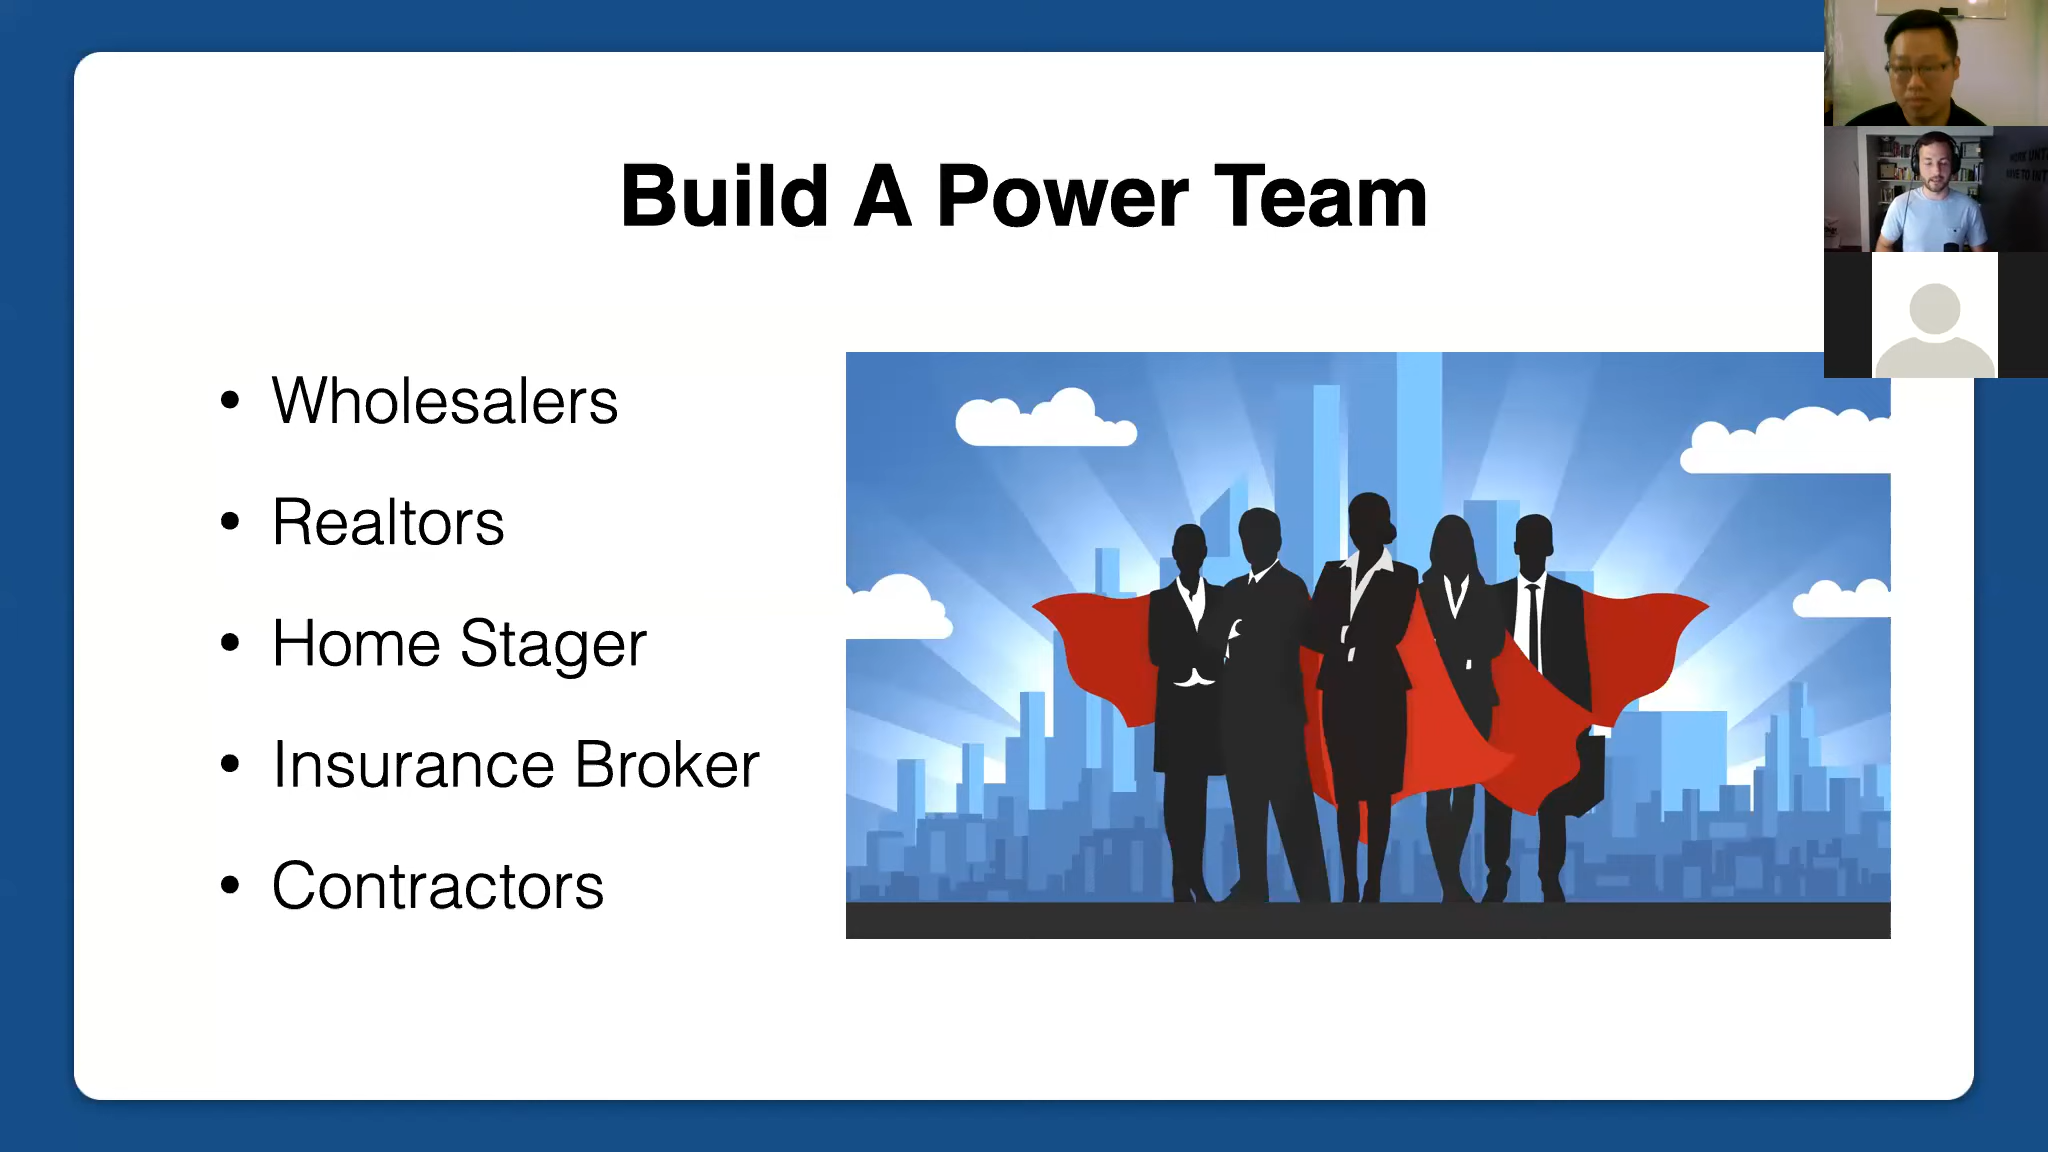 Build A Power Team
• Wholesalers
• Realtors
• Home Stager
• Insurance Broker
• Contractors